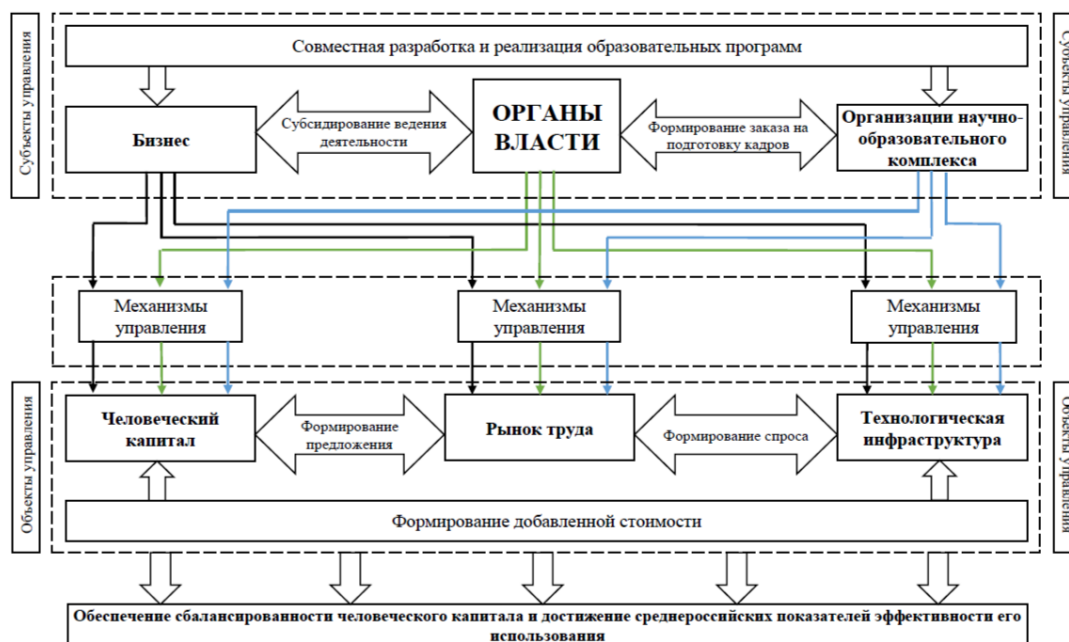 Субъекты управления
Совместная разработка и реализация образовательных программ
Субъекты управления
Бизнес
Субсидирование ведения
деятельности
ОРГАНЫ
ВЛАСТИ
Формирование заказа на
подготовку кадров
Организации научно-
образовательного
комплекса
Механизмы
управления
Механизмы
управления
Механизмы
управления
Объекты управления
Человеческий
капитал
Формирование
предложения
Рынок труда
Формирование спроса
Технологическая
инфраструктура
Объекты управления
Формирование добавленной стоимости
Обеспечение сбалансированности человеческого капитала и достижение среднероссийских показателей эффективности его
использования